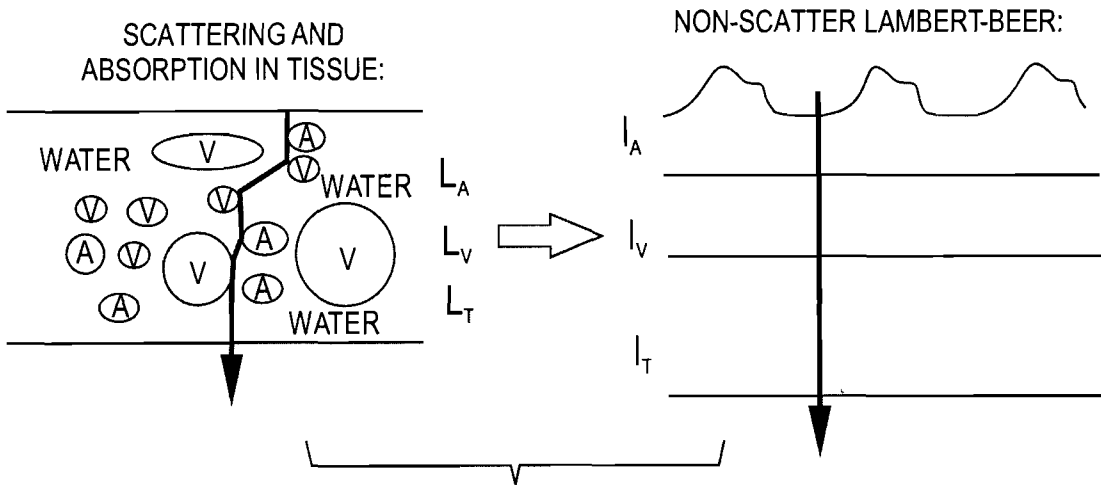 SCATTERING AND
ABSORPTION IN TISSUE:
NON-SCATTER LAMBERT-BEER:
A
WATER
V
V
WATER
L_A
V
V
V
A
A
V
V
V
L_V
A
A
L_T
WATER
I_A
I_V
I_T